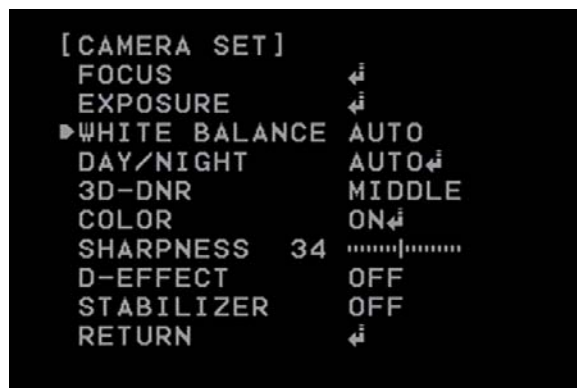 [CAMERA SET]
FOCUS ↲
EXPOSURE ↲
WHITE BALANCE AUTO
DAY/NIGHT AUTO↲
3D-DNR MIDDLE
COLOR ON↲
SHARPNESS 34
D-EFFECT OFF
STABILIZER OFF
RETURN ↲